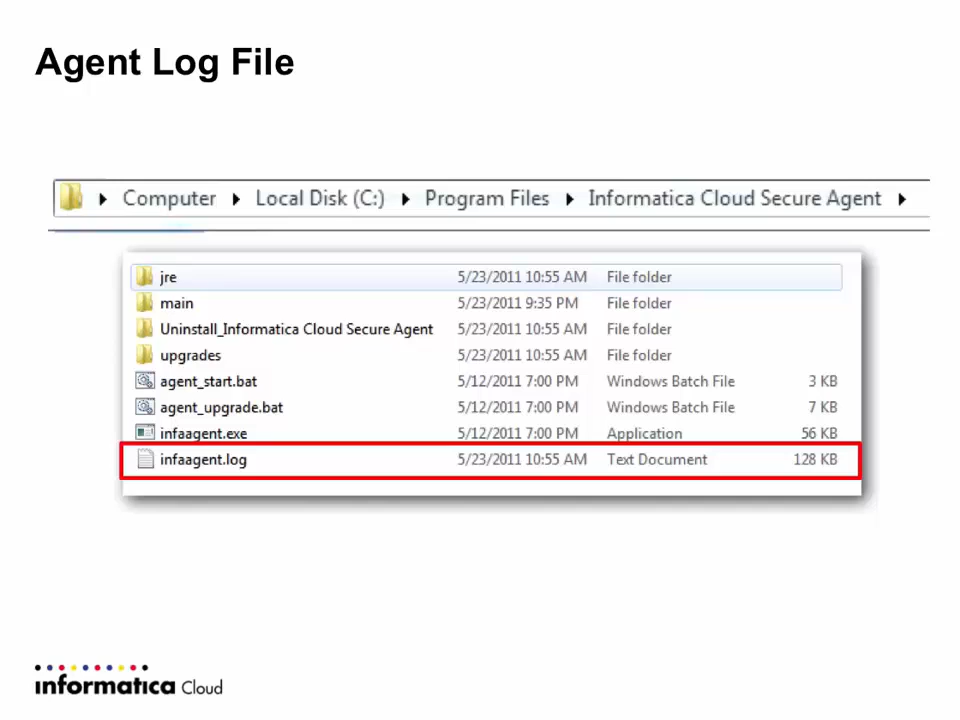 Agent Log File
Computer Local Disk (C:) Program Files Informatica Cloud Secure Agent
jre 5/23/2011 10:55 AM File folder
main 5/23/2011 9:35 PM File folder
Uninstall_Informatica Cloud Secure Agent 5/23/2011 10:55 AM File folder
upgrades 5/23/2011 10:55 AM File folder
agent_start.bat 5/12/2011 7:00 PM Windows Batch File 3 KB
agent_upgrade.bat 5/12/2011 7:00 PM Windows Batch File 7 KB
infaagent.exe 5/12/2011 7:00 PM Application 56 KB
infaagent.log 5/23/2011 10:55 AM Text Document 128 KB
informatica Cloud